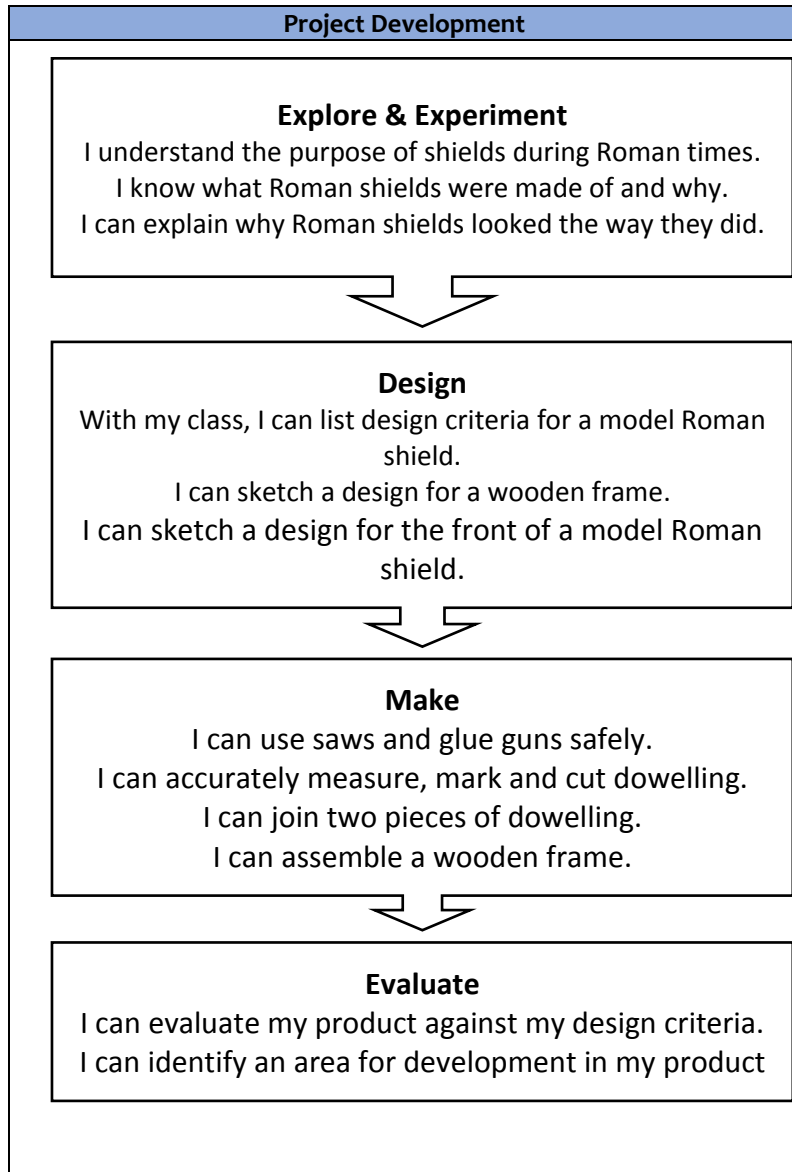 Project Development
Explore & Experiment
I understand the purpose of shields during Roman times.
I know what Roman shields were made of and why.
I can explain why Roman shields looked the way they did.
Design
With my class, I can list design criteria for a model Roman
shield.
I can sketch a design for a wooden frame.
I can sketch a design for the front of a model Roman
shield.
Make
I can use saws and glue guns safely.
I can accurately measure, mark and cut dowelling.
I can join two pieces of dowelling.
I can assemble a wooden frame.
Evaluate
I can evaluate my product against my design criteria.
I can identify an area for development in my product